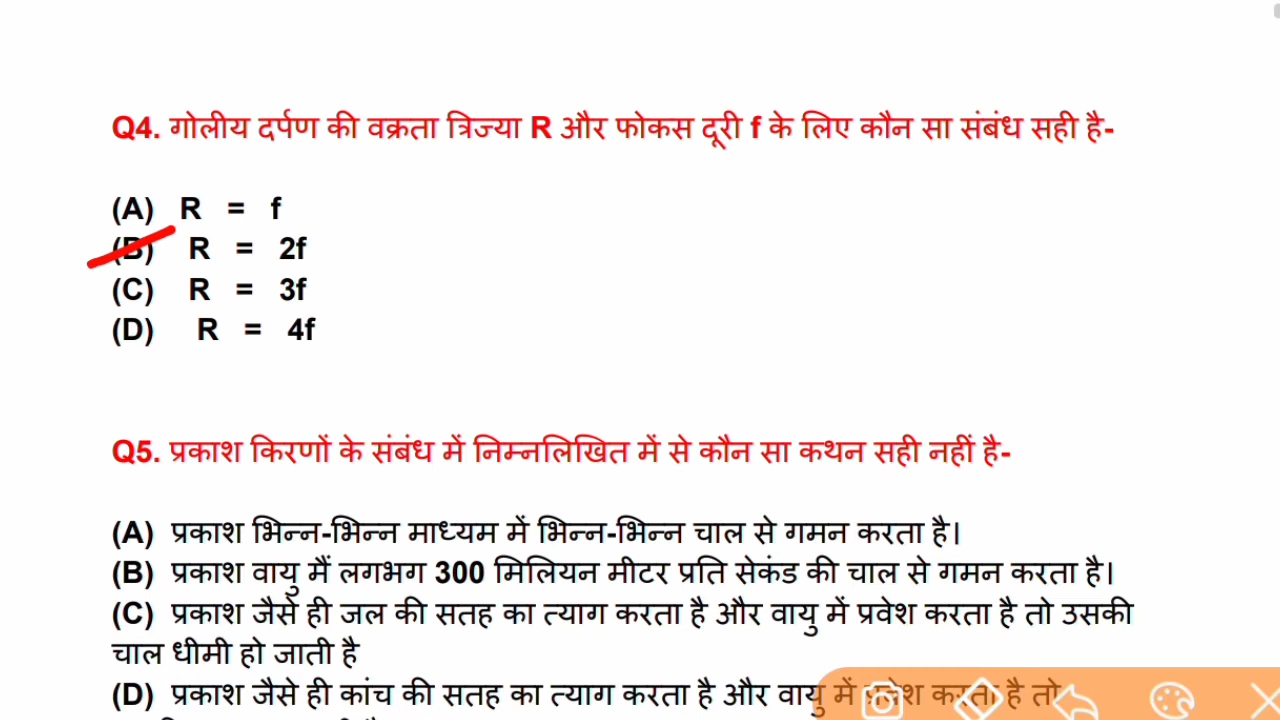 Q4. गोलीय दर्पण की वक्रता त्रिज्या R और फोकस दूरी f के लिए कौन सा संबंध सही है-
(A) R = f
(B) R = 2f
(C) R = 3f
(D) R = 4f
Q5. प्रकाश किरणों के संबंध में निम्नलिखित में से कौन सा कथन सही नहीं है-
(A) प्रकाश भिन्न-भिन्न माध्यम में भिन्न-भिन्न चाल से गमन करता है।
(B) प्रकाश वायु मैं लगभग 300 मिलियन मीटर प्रति सेकंड की चाल से गमन करता है।
(C) प्रकाश जैसे ही जल की सतह का त्याग करता है और वायु में प्रवेश करता है तो उसकी
चाल धीमी हो जाती है
(D) प्रकाश जैसे ही कांच की सतह का त्याग करता है और वायु में प्रवेश करता है तो